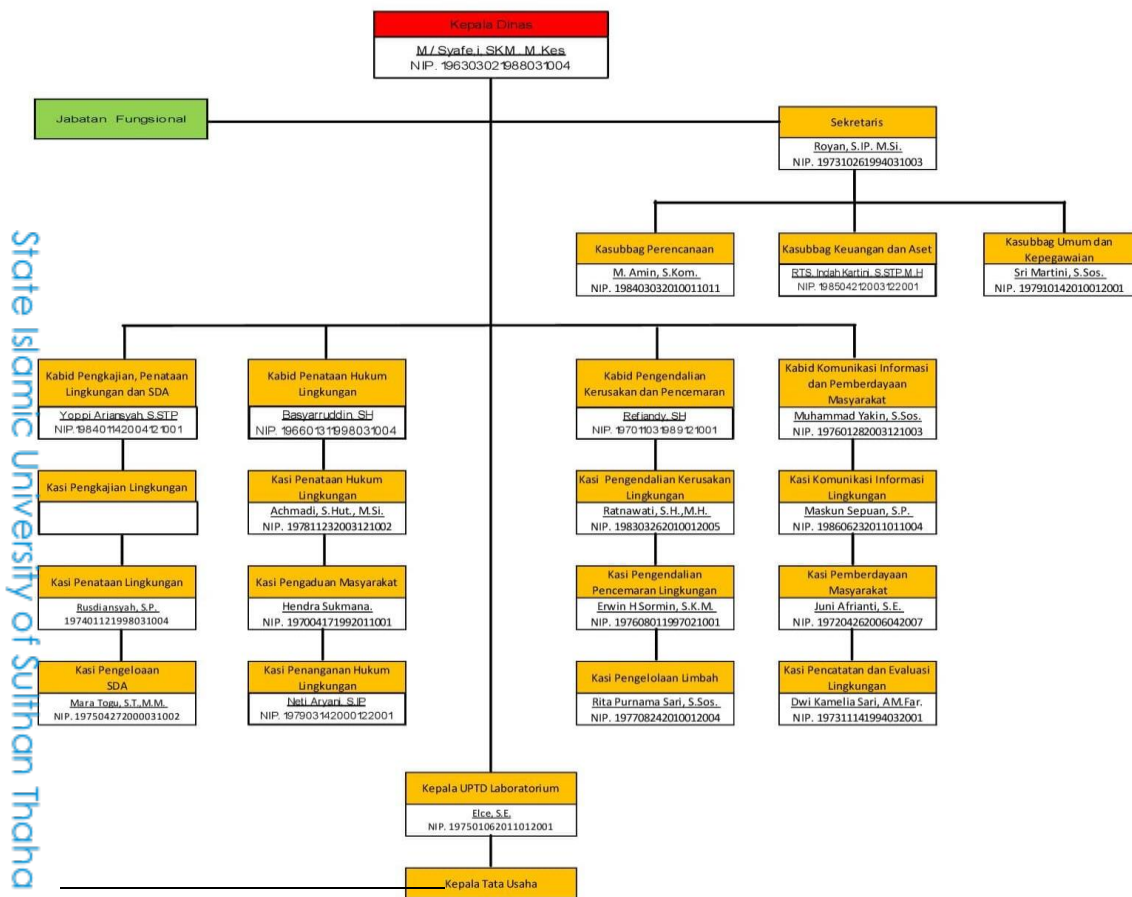 Kepala Dinas
M / Syafe,i, SKM, M .Kes
NIP. 196303021988031004
Jabatan Fungsional
Sekretaris
Royan, S.IP. M.Si.
NIP. 197310261994031003
Kasubbag Perencanaan
M. Amin, S.Kom.
NIP. 198403032010011011
Kasubbag Keuangan dan Aset
RTS. Indah Kartini, S.STP,M.H
NIP. 198504212003122001
Kasubbag Umum dan
Kepegawaian
Sri Martini, S.Sos.
NIP. 197910142010012001
Kabid Pengkajian, Penataan
Lingkungan dan SDA
Yoppi Ariansyah, S.STP
NIP.198401142004121001
Kabid Penataan Hukum
Lingkungan
Basyarruddin, SH
NIP. 196601311998031004
Kabid Pengendalian
Kerusakan dan Pencemaran
Refiandy, SH
NIP. 197011031989121001
Kabid Komunikasi Informasi
dan Pemberdayaan
Masyarakat
Muhammad Yakin, S.Sos.
NIP. 197601282003121003
Kasi Pengkajian Lingkungan
Kasi Penataan Hukum
Lingkungan
Achmadi, S.Hut., M.Si.
NIP. 197811232003121002
Kasi Pengendalian Kerusakan
Lingkungan
Ratnawati, S.H.,M.H.
NIP. 198303262010012005
Kasi Komunikasi Informasi
Lingkungan
Maskun Sepuan, S.P.
NIP. 198606232011011004
Kasi Penataan Lingkungan
Rusdiansyah, S.P.
197401121998031004
Kasi Pengaduan Masyarakat
Hendra Sukmana.
NIP. 197004171992011001
Kasi Pengendalian
Pencemaran Lingkungan
Erwin H Sormin, S.K.M.
NIP. 197608011997021001
Kasi Pemberdayaan
Masyarakat
Juni Afrianti, S.E.
NIP. 197204262006042007
Kasi Pengeloaan
SDA
Mara Togu, S.T.,M.M.
NIP. 197504272000031002
Kasi Penanganan Hukum
Lingkungan
Neti Aryani, S.IP
NIP. 197903142000122001
Kasi Pengelolaan Limbah
Rita Purnama Sari, S.Sos.
NIP. 197708242010012004
Kasi Pencatatan dan Evaluasi
Lingkungan
Dwi Kamelia Sari, AM.Far.
NIP. 197311141994032001
Kepala UPTD Laboratorium
Elce, S.E.
NIP. 197501062011012001
Kepala Tata Usaha
State Islamic University of Sulthan Thaha